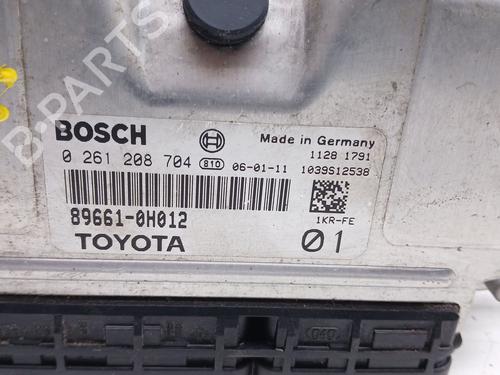 B-PARTS
BOSCH
Made in Germany
0 261 208 704 810 06-01-11
1128 1791
1039S12538
89661-0H012
1KR-FE
TOYOTA
01